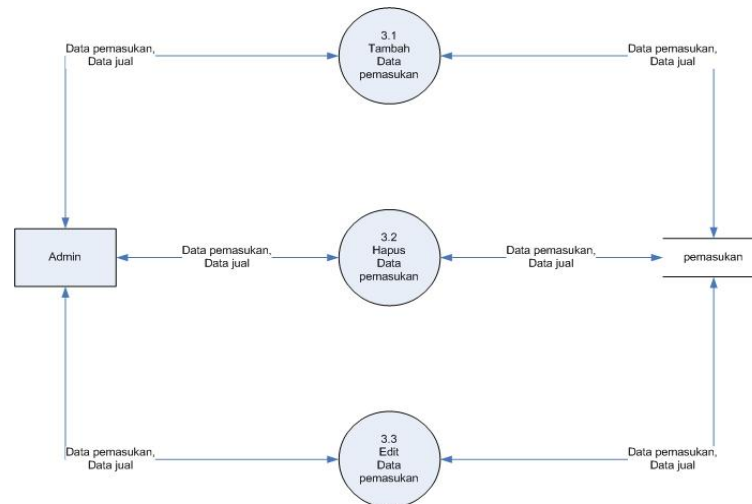 3.1
Tambah
Data
pemasukan
Data pemasukan,
Data jual
Data pemasukan,
Data jual
Admin
Data pemasukan,
Data jual
3.2
Hapus
Data
pemasukan
Data pemasukan,
Data jual
pemasukan
Data pemasukan,
Data jual
3.3
Edit
Data
pemasukan
Data pemasukan,
Data jual